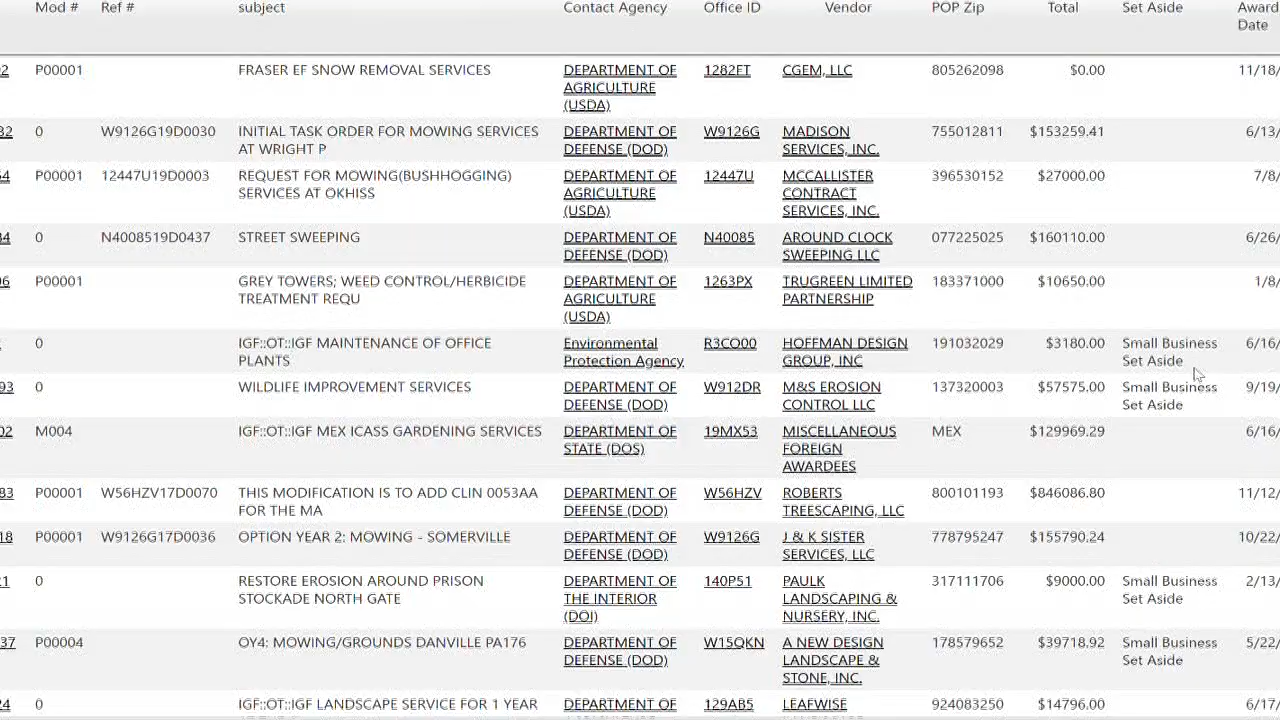 Mod # Ref # subject Contact Agency Office ID Vendor POP Zip Total Set Aside Award
Date
2 P00001 FRASER EF SNOW REMOVAL SERVICES DEPARTMENT OF 1282FT CGEM, LLC 805262098 $0.00 11/18/
AGRICULTURE
(USDA)
32 0 W9126G19D0030 INITIAL TASK ORDER FOR MOWING SERVICES DEPARTMENT OF W9126G MADISON 755012811 $153259.41 6/13/
AT WRIGHT P DEFENSE (DOD) SERVICES, INC.
54 P00001 12447U19D0003 REQUEST FOR MOWING(BUSHHOGGING) DEPARTMENT OF 12447U MCCALLISTER 396530152 $27000.00 7/8/
SERVICES AT OKHISS AGRICULTURE CONTRACT
(USDA) SERVICES, INC.
34 0 N4008519D0437 STREET SWEEPING DEPARTMENT OF N40085 AROUND CLOCK 077225025 $160110.00 6/26/
DEFENSE (DOD) SWEEPING LLC
06 P00001 GREY TOWERS; WEED CONTROL/HERBICIDE DEPARTMENT OF 1263PX TRUGREEN LIMITED 183371000 $10650.00 1/8/
TREATMENT REQU AGRICULTURE PARTNERSHIP
(USDA)
0 IGF::OT::IGF MAINTENANCE OF OFFICE Environmental R3CO00 HOFFMAN DESIGN 191032029 $3180.00 Small Business 6/16/
PLANTS Protection Agency GROUP, INC Set Aside
93 0 WILDLIFE IMPROVEMENT SERVICES DEPARTMENT OF W912DR M&S EROSION 137320003 $57575.00 Small Business 9/19/
DEFENSE (DOD) CONTROL LLC Set Aside
02 M004 IGF::OT::IGF MEX ICASS GARDENING SERVICES DEPARTMENT OF 19MX53 MISCELLANEOUS MEX $129969.29 6/16/
STATE (DOS) FOREIGN
AWARDEES
83 P00001 W56HZV17D0070 THIS MODIFICATION IS TO ADD CLIN 0053AA DEPARTMENT OF W56HZV ROBERTS 800101193 $846086.80 11/12/
FOR THE MA DEFENSE (DOD) TREESCAPING, LLC
18 P00001 W9126G17D0036 OPTION YEAR 2: MOWING - SOMERVILLE DEPARTMENT OF W9126G J & K SISTER 778795247 $155790.24 10/22/
DEFENSE (DOD) SERVICES, LLC
21 0 RESTORE EROSION AROUND PRISON DEPARTMENT OF 140P51 PAULK 317111706 $9000.00 Small Business 2/13/
STOCKADE NORTH GATE THE INTERIOR LANDSCAPING & Set Aside
(DOI) NURSERY, INC.
37 P00004 OY4: MOWING/GROUNDS DANVILLE PA176 DEPARTMENT OF W15QKN A NEW DESIGN 178579652 $39718.92 Small Business 5/22/
DEFENSE (DOD) LANDSCAPE & Set Aside
STONE, INC.
24 0 IGF::OT::IGF LANDSCAPE SERVICE FOR 1 YEAR DEPARTMENT OF 129AB5 LEAFWISE 924083250 $14796.00 6/17/